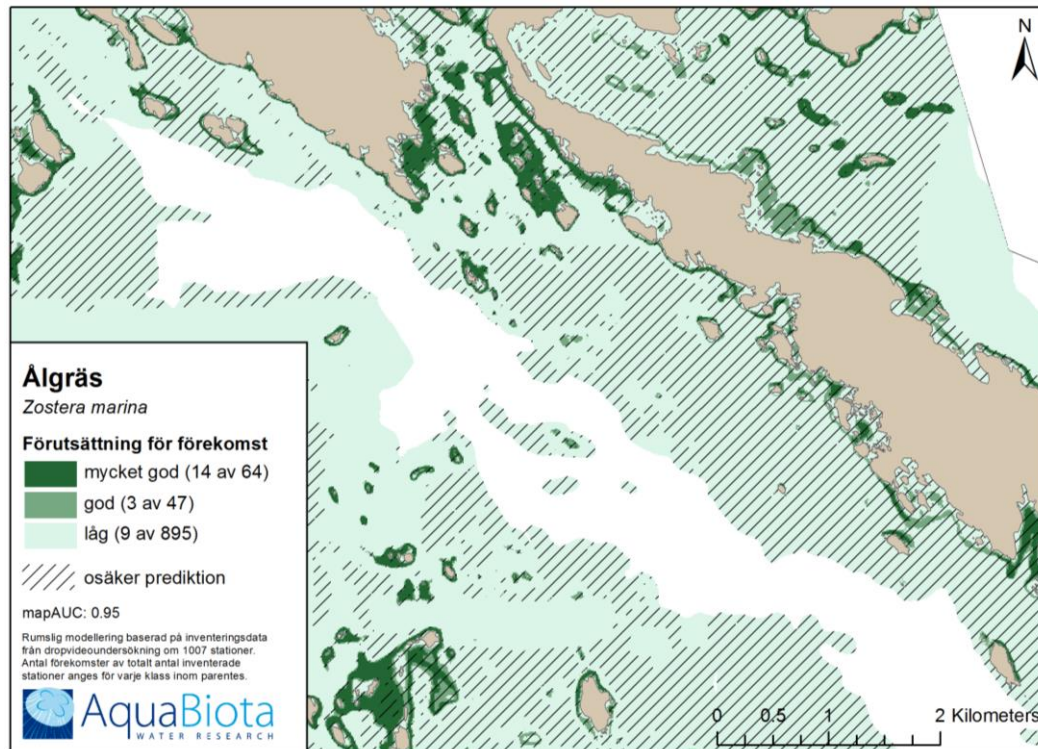 N
Ålgräs
Zostera marina
Förutsättning för förekomst
mycket god (14 av 64)
god (3 av 47)
låg (9 av 895)
osäker prediktion
mapAUC: 0.95
Rumslig modellering baserad på inventeringsdata
från dropvideoundersökning om 1007 stationer.
Antal förekomster av totalt antal inventerade
stationer anges för varje klass inom parentes.
AquaBiota
WATER RESEARCH
0 0.5 1 2 Kilometers